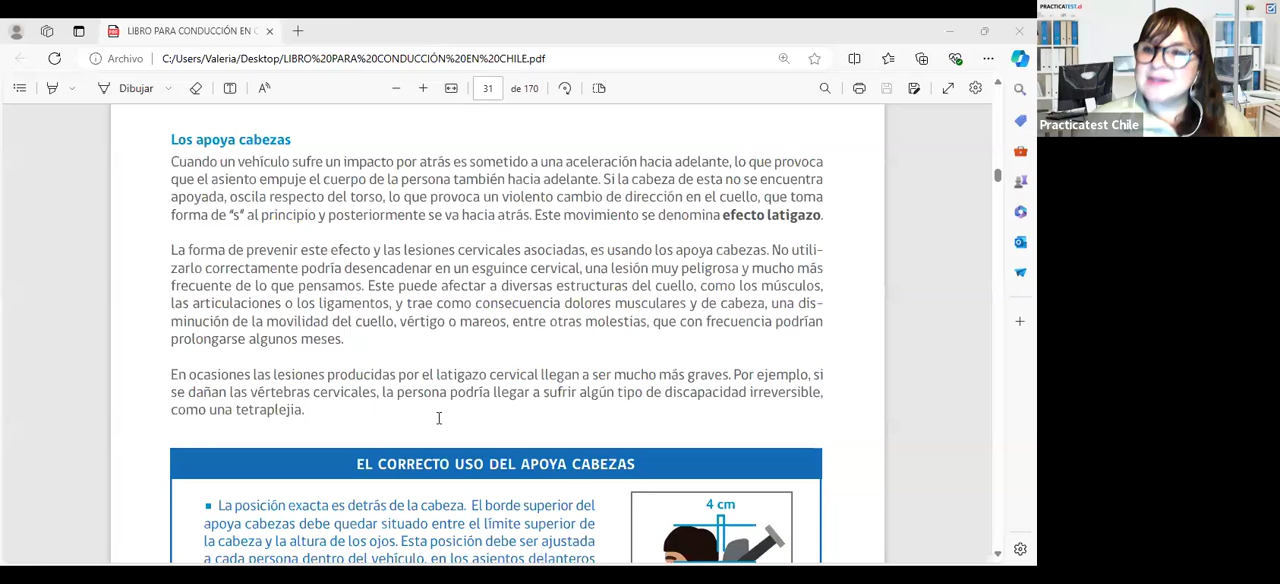 LIBRO PARA CONDUCCIÓN EN C
Archivo
C:/Users/Valeria/Desktop/LIBRO%20PARA%20CONDUCCIÓN%20EN%20CHILE.pdf
Dibujar
31
de 170
PRACTICATEST.cl
Practicatest Chile
Los apoya cabezas
Cuando un vehículo sufre un impacto por atrás es sometido a una aceleración hacia adelante, lo que provoca
que el asiento empuje el cuerpo de la persona también hacia adelante. Si la cabeza de esta no se encuentra
apoyada, oscila respecto del torso, lo que provoca un violento cambio de dirección en el cuello, que toma
forma de “s” al principio y posteriormente se va hacia atrás. Este movimiento se denomina efecto latigazo.
La forma de prevenir este efecto y las lesiones cervicales asociadas, es usando los apoya cabezas. No utili-
zarlo correctamente podría desencadenar en un esguince cervical, una lesión muy peligrosa y mucho más
frecuente de lo que pensamos. Este puede afectar a diversas estructuras del cuello, como los músculos,
las articulaciones o los ligamentos, y trae como consecuencia dolores musculares y de cabeza, una dis-
minución de la movilidad del cuello, vértigo o mareos, entre otras molestias, que con frecuencia podrían
prolongarse algunos meses.
En ocasiones las lesiones producidas por el latigazo cervical llegan a ser mucho más graves. Por ejemplo, si
se dañan las vértebras cervicales, la persona podría llegar a sufrir algún tipo de discapacidad irreversible,
como una tetraplejia.
EL CORRECTO USO DEL APOYA CABEZAS
▪ La posición exacta es detrás de la cabeza. El borde superior del
apoya cabezas debe quedar situado entre el límite superior de
la cabeza y la altura de los ojos. Esta posición debe ser ajustada
a cada persona dentro del vehículo, en los asientos delanteros
4 cm